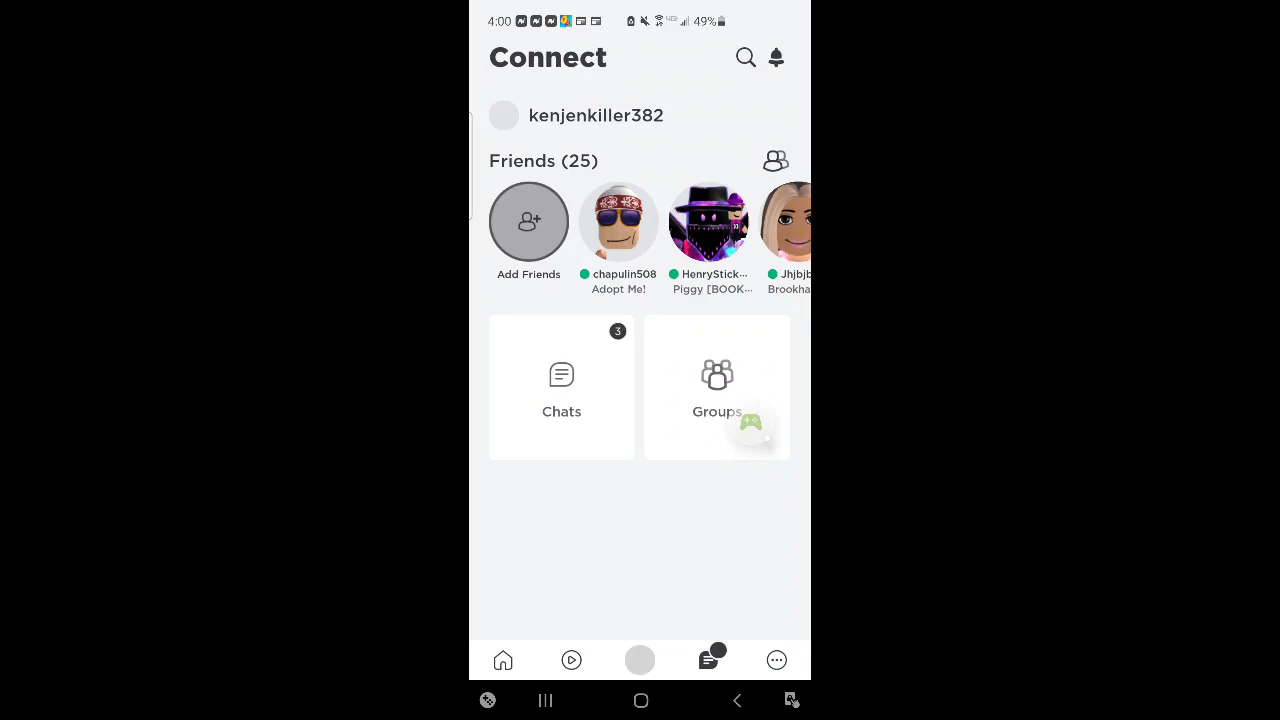 4:00 49%
Connect
kenjenkiller382
Friends (25)
Add Friends
chapulin508
Adopt Me!
HenryStick...
Piggy [BOOK...
Jhjbjb
Brookha
3
Chats
Groups